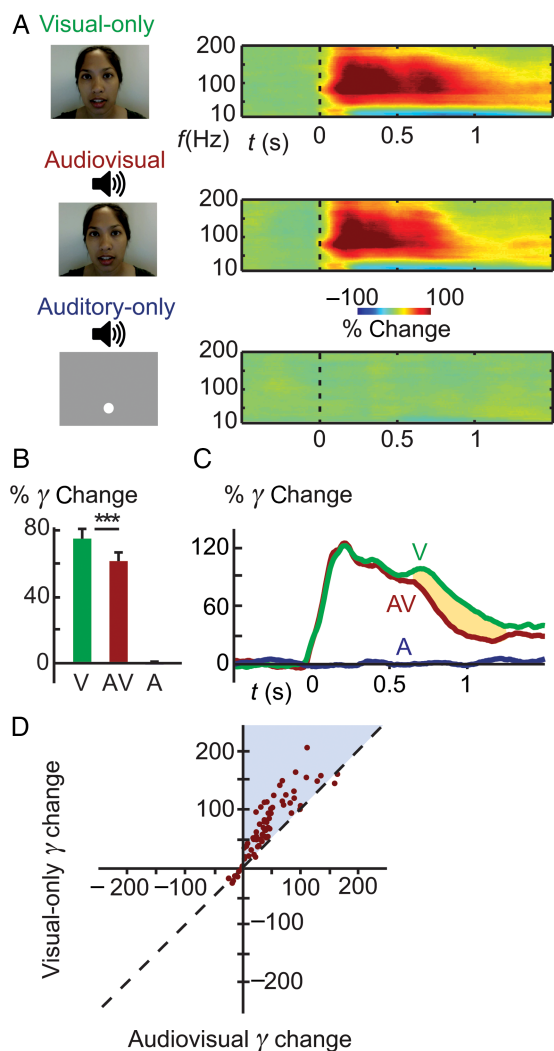 A
Visual-only
200
100
10
f(Hz) t (s) 0 0.5 1
Audiovisual
200
100
10
Auditory-only
−100 100
% Change
200
100
10
0 0.5 1
B
% γ Change
80
***
40
0
V AV A
C
% γ Change
120
V
60
AV
A
0
t (s) 0 0.5 1
D
Visual-only γ change
200
100
−200 −100 100 200
−100
−200
Audiovisual γ change